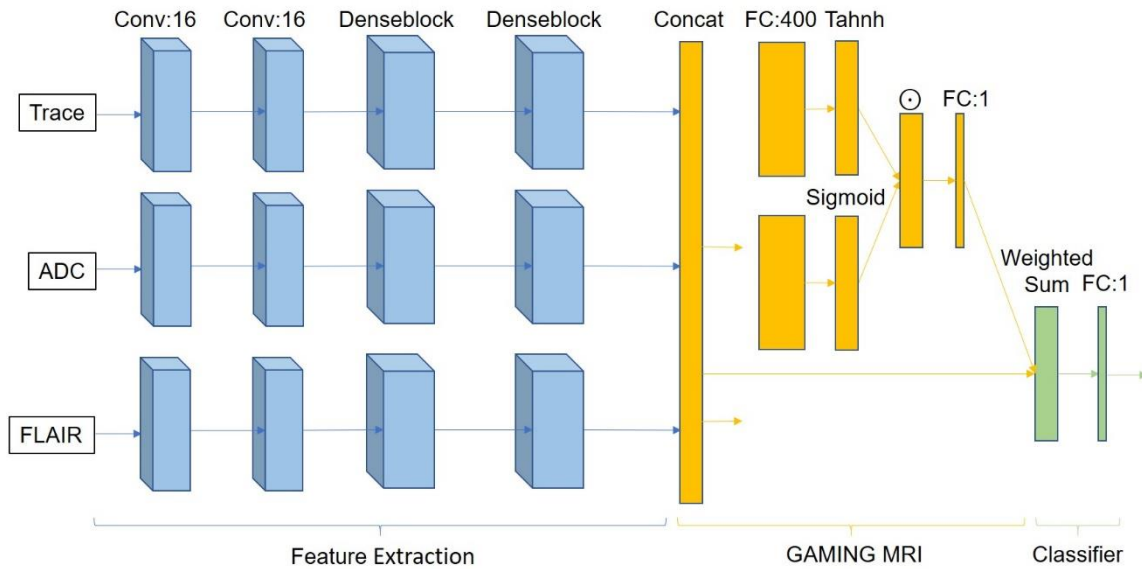 Conv:16 Conv:16 Denseblock Denseblock Concat FC:400 Tahnh
Trace
⊙ FC:1
Sigmoid
ADC
Weighted
Sum FC:1
FLAIR
Feature Extraction GAMING MRI Classifier